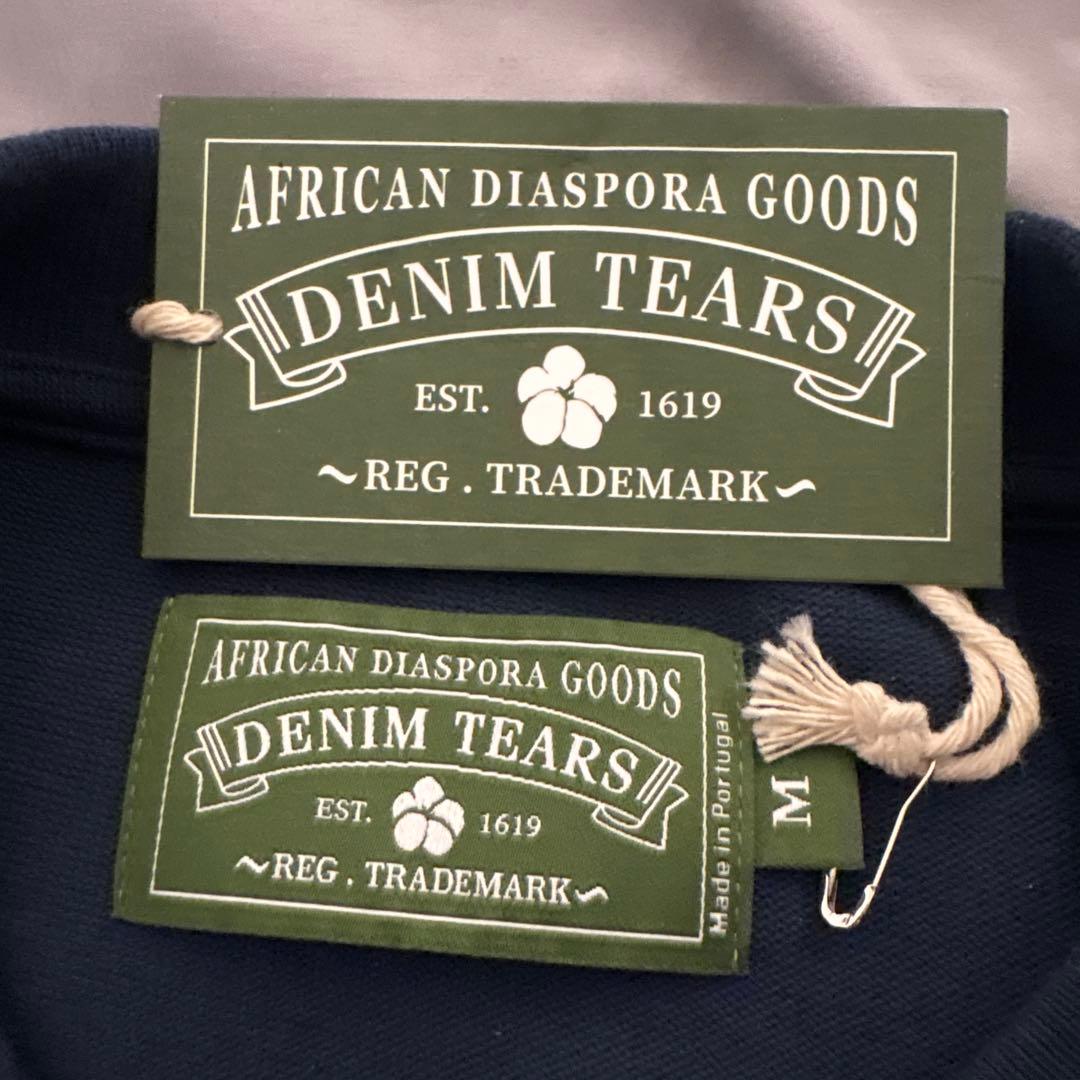 AFRICAN DIASPORA GOODS
DENIM TEARS
EST. 1619
~REG . TRADEMARK~
AFRICAN DIASPORA GOODS
DENIM TEARS
EST. 1619
~REG . TRADEMARK~
Made in Portugal
M